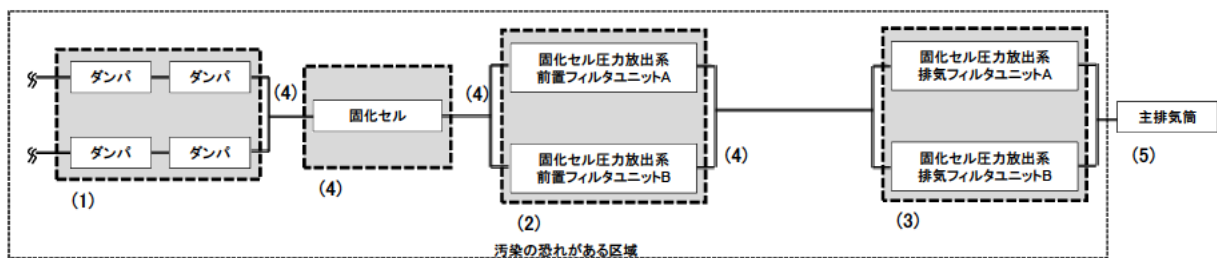 ダンパ
ダンパ
(4)
固化セル
(4)
固化セル圧力放出系
前置フィルタユニットA
固化セル圧力放出系
排気フィルタユニットA
主排気筒
ダンパ
ダンパ
固化セル圧力放出系
前置フィルタユニットB
(4)
固化セル圧力放出系
排気フィルタユニットB
(5)
(1)
(4)
(2)
(3)
汚染の恐れがある区域